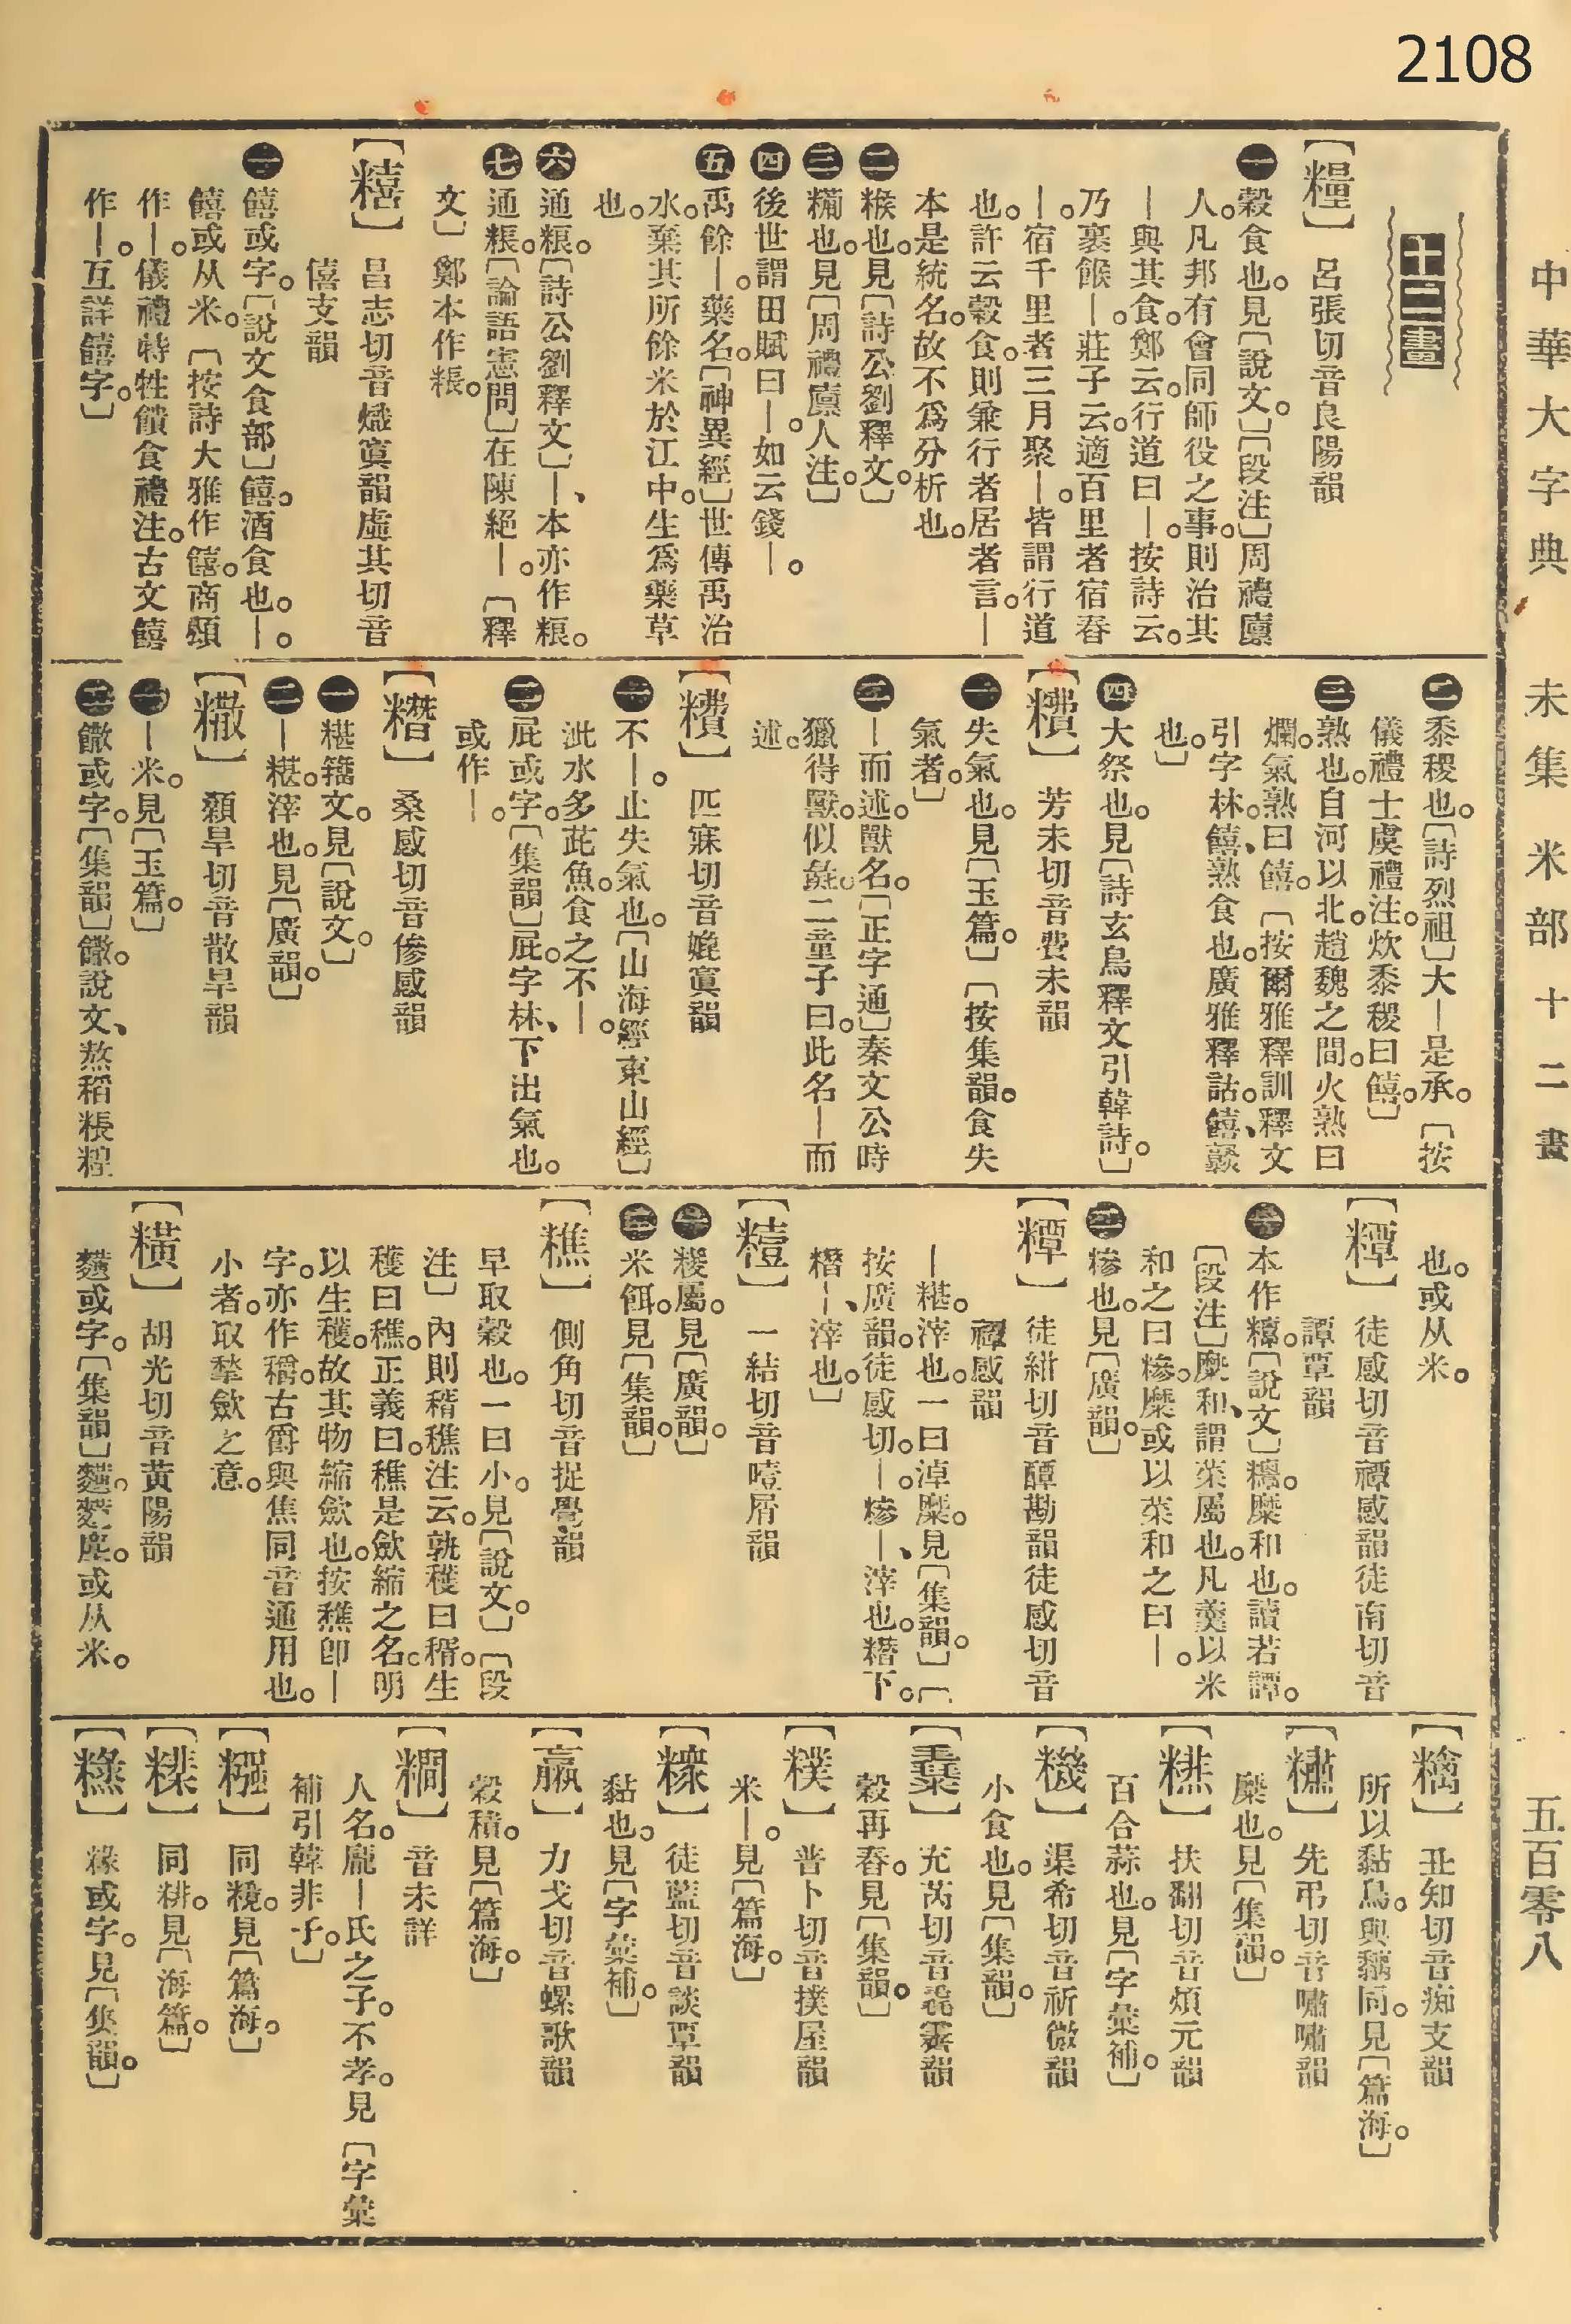 2108
中華大字典　未集　米部　十二畫　五百零八
十二畫
【糧】　呂張切音良陽韻
㊀穀食也。見〔說文。〕〔段注〕周禮廩
人。凡邦有會同師役之事。則治其
｜與其食。鄭云。行道曰｜。按詩云。
乃裹餱｜。莊子云。適百里者宿舂
｜。宿千里者三月聚｜。皆謂行道
也。許云穀食。則兼行者居者言。｜
本是統名。故不爲分析也。
㊁糇也。見〔詩公劉釋文。〕
㊂糒也。見〔周禮廩人注。〕
㊃後世謂田賦曰｜。如云錢｜。
㊄禹餘｜。藥名。〔神異經〕世傳禹治
水。棄其所餘米於江中。生爲藥草
也。
㊅通粻。〔詩公劉釋文〕｜、本亦作粮。
㊆通粻。〔論語憲問〕在陳絕｜。〔釋
文〕鄭本作粻。
【糦】　昌志切音熾寘韻虛其切音
僖支韻
㊀饎或字。〔說文食部〕饎。酒食也。｜。
饎或从米。〔按詩大雅作饎。商頌
作｜。儀禮特牲饋食禮注。古文饎
作｜。互詳饎字。〕
㊁黍稷也。〔詩烈祖〕大｜是承。〔按
儀禮士虞禮注。炊黍稷曰饎。〕
㊂熟也。自河以北。趙魏之間。火熟曰
爛。氣熟曰饎。〔按爾雅釋訓釋文
引字林。饎、熟食也。廣雅釋詁。饎、䵼
也。〕
㊃大祭也。見〔詩玄鳥釋文引韓詩。〕
【䊧】　芳未切音費未韻
㊀失氣也。見〔玉篇。〕〔按集韻。食失
氣者。〕
㊁｜而述。獸名。〔正字通〕秦文公時
獵得獸。似彘。二童子曰。此名｜而
述。
【䊧】　匹寐切音媲寘韻
㊀不｜。止失氣也。〔山海經東山經〕
泚水多茈魚。食之不｜。
㊁屁或字。〔集韻〕屁。字林、下出氣也。
或作｜。
【糣】　桑感切音傪感韻
㊀糂籀文。見〔說文。〕
㊁｜糂。滓也。見〔廣韻。〕
【糤】　顙旱切音散旱韻
㊀｜米。見〔玉篇。〕
㊁饊或字。〔集韻〕饊。說文、熬稻粻䊗
也。或从米。
【䊤】　徒感切音禫感韻徒南切音
譚覃韻
㊀本作䊤。〔說文〕糲。糜和也。讀若譚。
〔段注〕糜和、謂菜屬也。凡羹以米
和之曰糝。糜或以菜和之曰｜。
㊁糝也。見〔廣韻。〕
【䊤】　徒紺切音醰勘韻徒感切音
禫感韻
｜糂。滓也。一曰淖糜。見〔集韻。〕〔
按廣韻。徒感切。｜。糝｜、滓也。糣下。
糣｜、滓也。〕
【䊦】　一結切音噎屑韻
㊀糉屬。見〔廣韻。〕
㊁米餌。見〔集韻。〕
【糕】　側角切音捉覺韻
早取穀也。一曰小。見〔說文。〕〔段
注〕內則稰穛注云。孰穫曰稰。生
穫曰穛。正義曰。穛是斂縮之名。明
以生穫。故其物縮斂也。按穛卽｜
字。亦作穱。古爵與焦同音通用也。
小者。取揫斂之意。
【䊣】　胡光切音黃陽韻
䵃或字。〔集韻〕䵃。麷麈。或从米。
【𥼶】　丑知切音痴支韻
所以黏鳥。與黐同。見〔篇海。〕
【𥼻】　先弔切音嘯嘯韻
糜也。見〔集韻。〕
【𥼞】　扶翻切音煩元韻
百合蒜也。見〔字彙補。〕
【䊠】　渠希切音祈微韻
小食也。見〔集韻。〕
【𥽅】　充芮切音毳霽韻
穀再舂。見〔集韻。〕
【𥼜】　普卜切音撲屋韻
米｜。見〔篇海。〕
徒藍切音談覃韻
黏也。見〔字彙補。〕
力戈切音螺歌韻
穀積。見〔篇海。〕
【𥽀】　音未詳
人名。龐｜氏之子。不孝。見〔字彙
補引韓非子。〕
同糗。見〔篇海。〕
同耕。見〔海篇。〕
或字。見〔集韻。〕